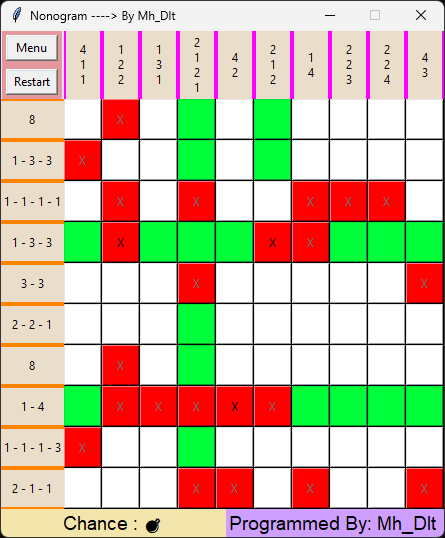 Nonogram ----> By Mh_Dlt
Menu
Restart
4
1
1
1
2
2
1
3
1
2
1
2
1
4
2
2
1
2
1
4
2
2
3
2
2
4
4
3
8 X
1 - 3 - 3 X
1 - 1 - 1 - 1 X X X X X
1 - 3 - 3 X X X
3 - 3 X X
2 - 2 - 1
8 X
1 - 4 X X X X X
1 - 1 - 1 - 3 X
2 - 1 - 1 X X X X
Chance :
Programmed By: Mh_Dlt